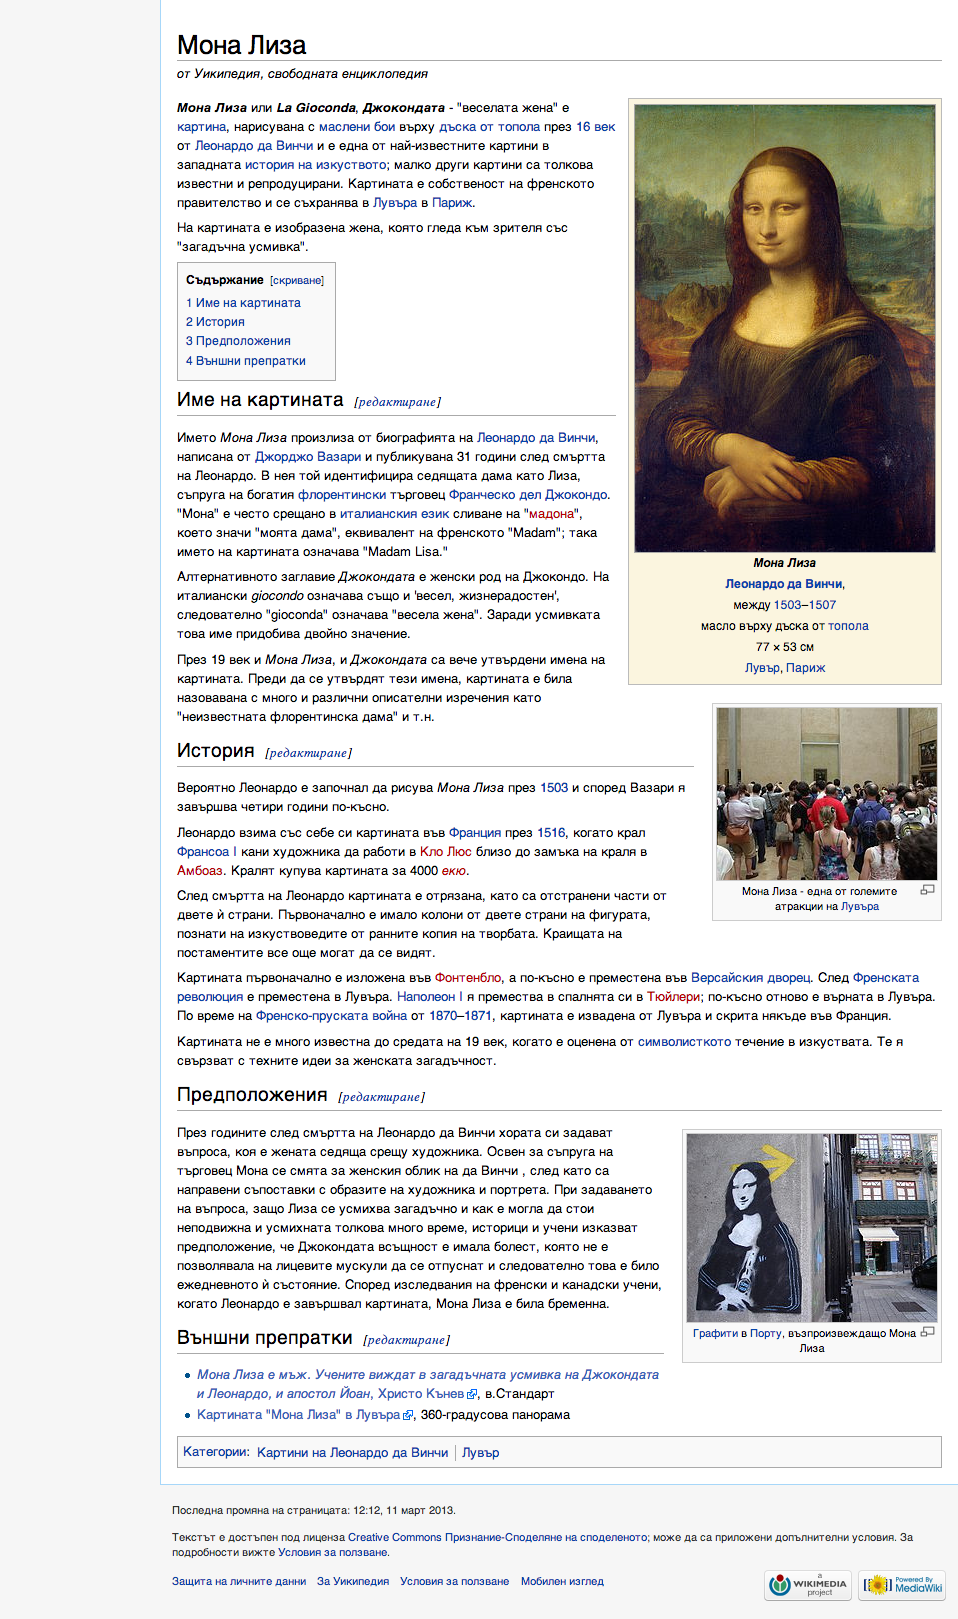 Мона Лиза
от Уикипедия, свободната енциклопедия
Мона Лиза или La Gioconda, Джокондата - "веселата жена" е
картина, нарисувана с маслени бои върху дъска от топола през 16 век
от Леонардо да Винчи и е една от най-известните картини в
западната история на изкуството; малко други картини са толкова
известни и репродуцирани. Картината е собственост на френското
правителство и се съхранява в Лувъра в Париж.
На картината е изобразена жена, която гледа към зрителя със
"загадъчна усмивка".
Съдържание [скриване]
1 Име на картината
2 История
3 Предположения
4 Външни препратки
Име на картината [редактиране]
Името Мона Лиза произлиза от биографията на Леонардо да Винчи,
написана от Джорджо Вазари и публикувана 31 години след смъртта
на Леонардо. В нея той идентифицира седящата дама като Лиза,
съпруга на богатия флорентински търговец Франческо дел Джокондо.
"Мона" е често срещано в италианския език сливане на "мадона",
което значи "моята дама", еквивалент на френското "Madam"; така
името на картината означава "Madam Lisa."
Алтернативното заглавие Джокондата е женски род на Джокондо. На
италиански giocondo означава също и 'весел, жизнерадостен',
следователно "gioconda" означава "весела жена". Заради усмивката
това име придобива двойно значение.
През 19 век и Мона Лиза, и Джокондата са вече утвърдени имена на
картината. Преди да се утвърдят тези имена, картината е била
назовавана с много и различни описателни изречения като
"неизвестната флорентинска дама" и т.н.
Мона Лиза
Леонардо да Винчи,
между 1503–1507
масло върху дъска от топола
77 × 53 см
Лувър, Париж
История [редактиране]
Вероятно Леонардо е започнал да рисува Мона Лиза през 1503 и според Вазари я
завършва четири години по-късно.
Леонардо взима със себе си картината във Франция през 1516, когато крал
Франсоа I кани художника да работи в Кло Люс близо до замъка на краля в
Амбоаз. Кралят купува картината за 4000 екю.
След смъртта на Леонардо картината е отрязана, като са отстранени части от
двете ѝ страни. Първоначално е имало колони от двете страни на фигурата,
познати на изкуствоведите от ранните копия на творбата. Краищата на
постаментите все още могат да се видят.
Мона Лиза - една от големите
атракции на Лувъра
Картината първоначално е изложена във Фонтенбло, а по-късно е преместена във Версайския дворец. След Френската
революция е преместена в Лувъра. Наполеон I я премества в спалнята си в Тюйлери; по-късно отново е върната в Лувъра.
По време на Френско-пруската война от 1870–1871, картината е извадена от Лувъра и скрита някъде във Франция.
Картината не е много известна до средата на 19 век, когато е оценена от символисткото течение в изкуствата. Те я
свързват с техните идеи за женската загадъчност.
Предположения [редактиране]
През годините след смъртта на Леонардо да Винчи хората си задават
въпроса, коя е жената седяща срещу художника. Освен за съпруга на
търговец Мона се смята за женския облик на да Винчи , след като са
направени съпоставки с образите на художника и портрета. При задаването
на въпроса, защо Лиза се усмихва загадъчно и как е могла да стои
неподвижна и усмихната толкова много време, историци и учени изказват
предположение, че Джокондата всъщност е имала болест, която не е
позволявала на лицевите мускули да се отпуснат и следователно това е било
ежедневното ѝ състояние. Според изследвания на френски и канадски учени,
когато Леонардо е завършвал картината, Мона Лиза е била бременна.
Графити в Порту, възпроизвеждащо Мона
Лиза
Външни препратки [редактиране]
Мона Лиза е мъж. Учените виждат в загадъчната усмивка на Джокондата
и Леонардо, и апостол Йоан, Христо Кънев, в.Стандарт
Картината "Мона Лиза" в Лувъра, 360-градусова панорама
Категории: Картини на Леонардо да Винчи | Лувър
Последна промяна на страницата: 12:12, 11 март 2013.
Текстът е достъпен под лиценза Creative Commons Признание-Споделяне на споделеното; може да са приложени допълнителни условия. За
подробности вижте Условия за ползване.
Защита на личните данни За Уикипедия Условия за ползване Мобилен изглед
a
WIKIMEDIA
project
Powered By
MediaWiki